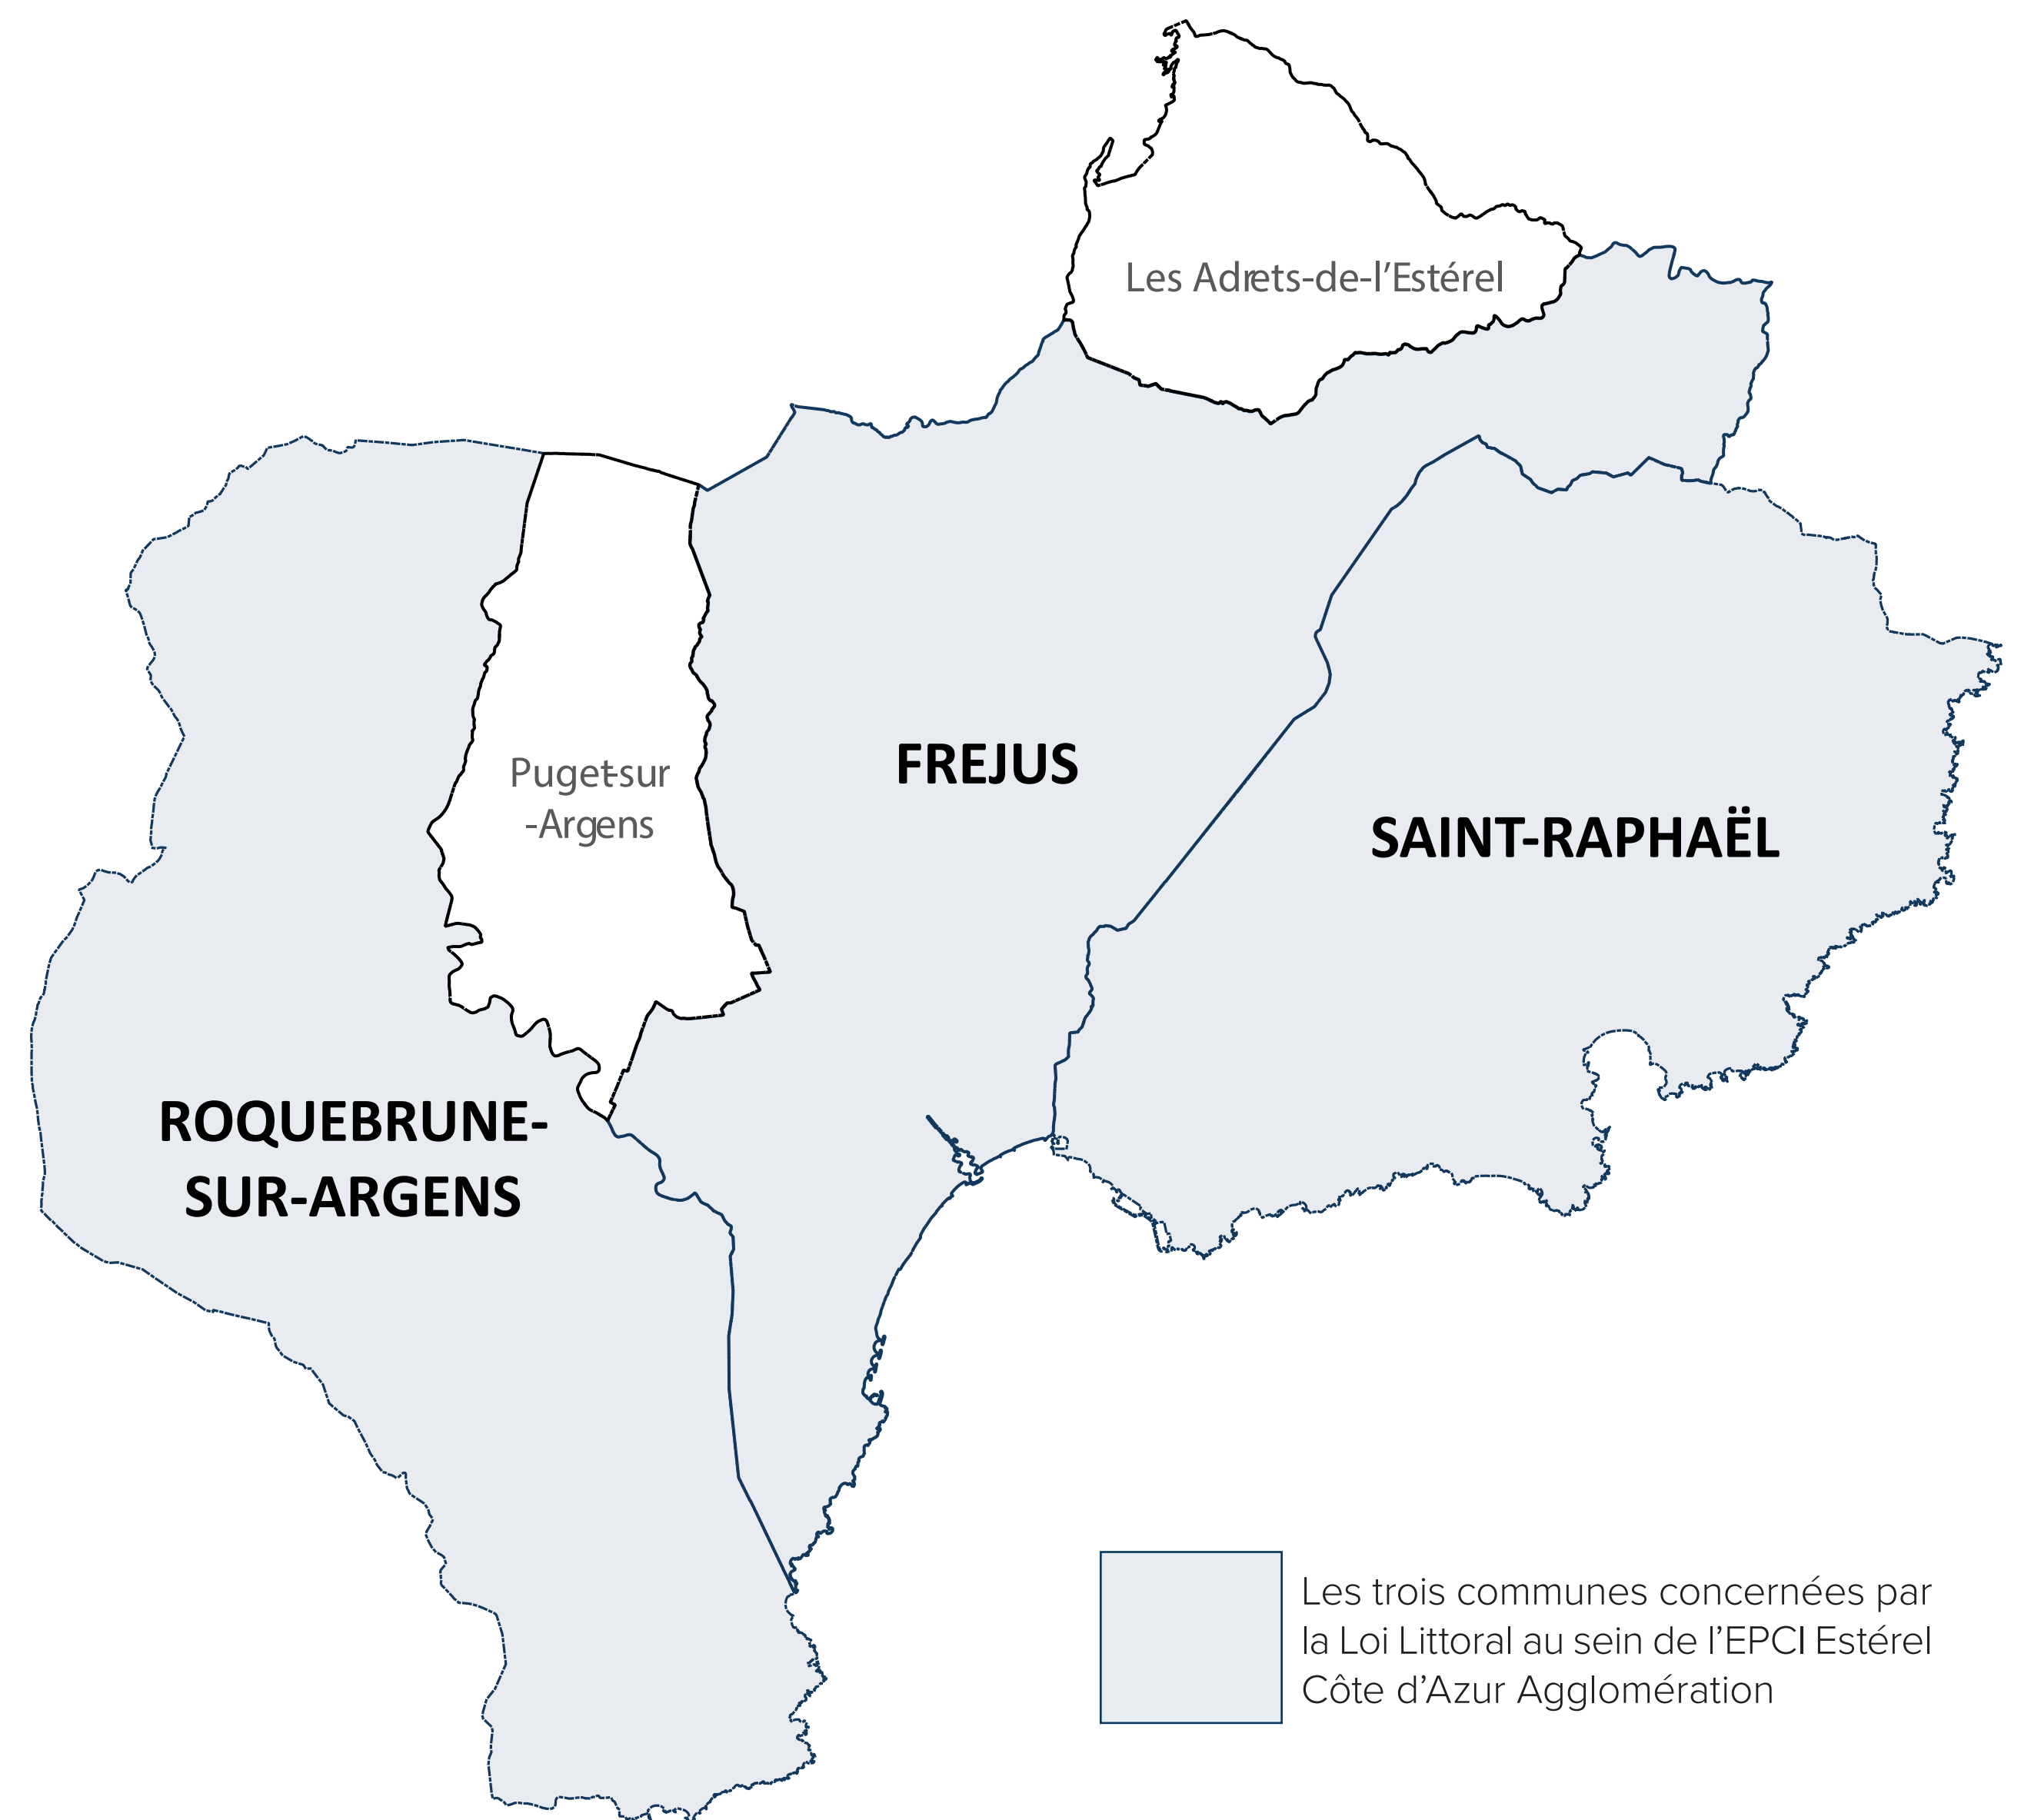 Les Adrets-de-l'Estérel
Puget-sur
-Argens
FREJUS
SAINT-RAPHAËL
ROQUEBRUNE-
SUR-ARGENS
Les trois communes concernées par
la Loi Littoral au sein de l'EPCI Estérel
Côte d'Azur Agglomération